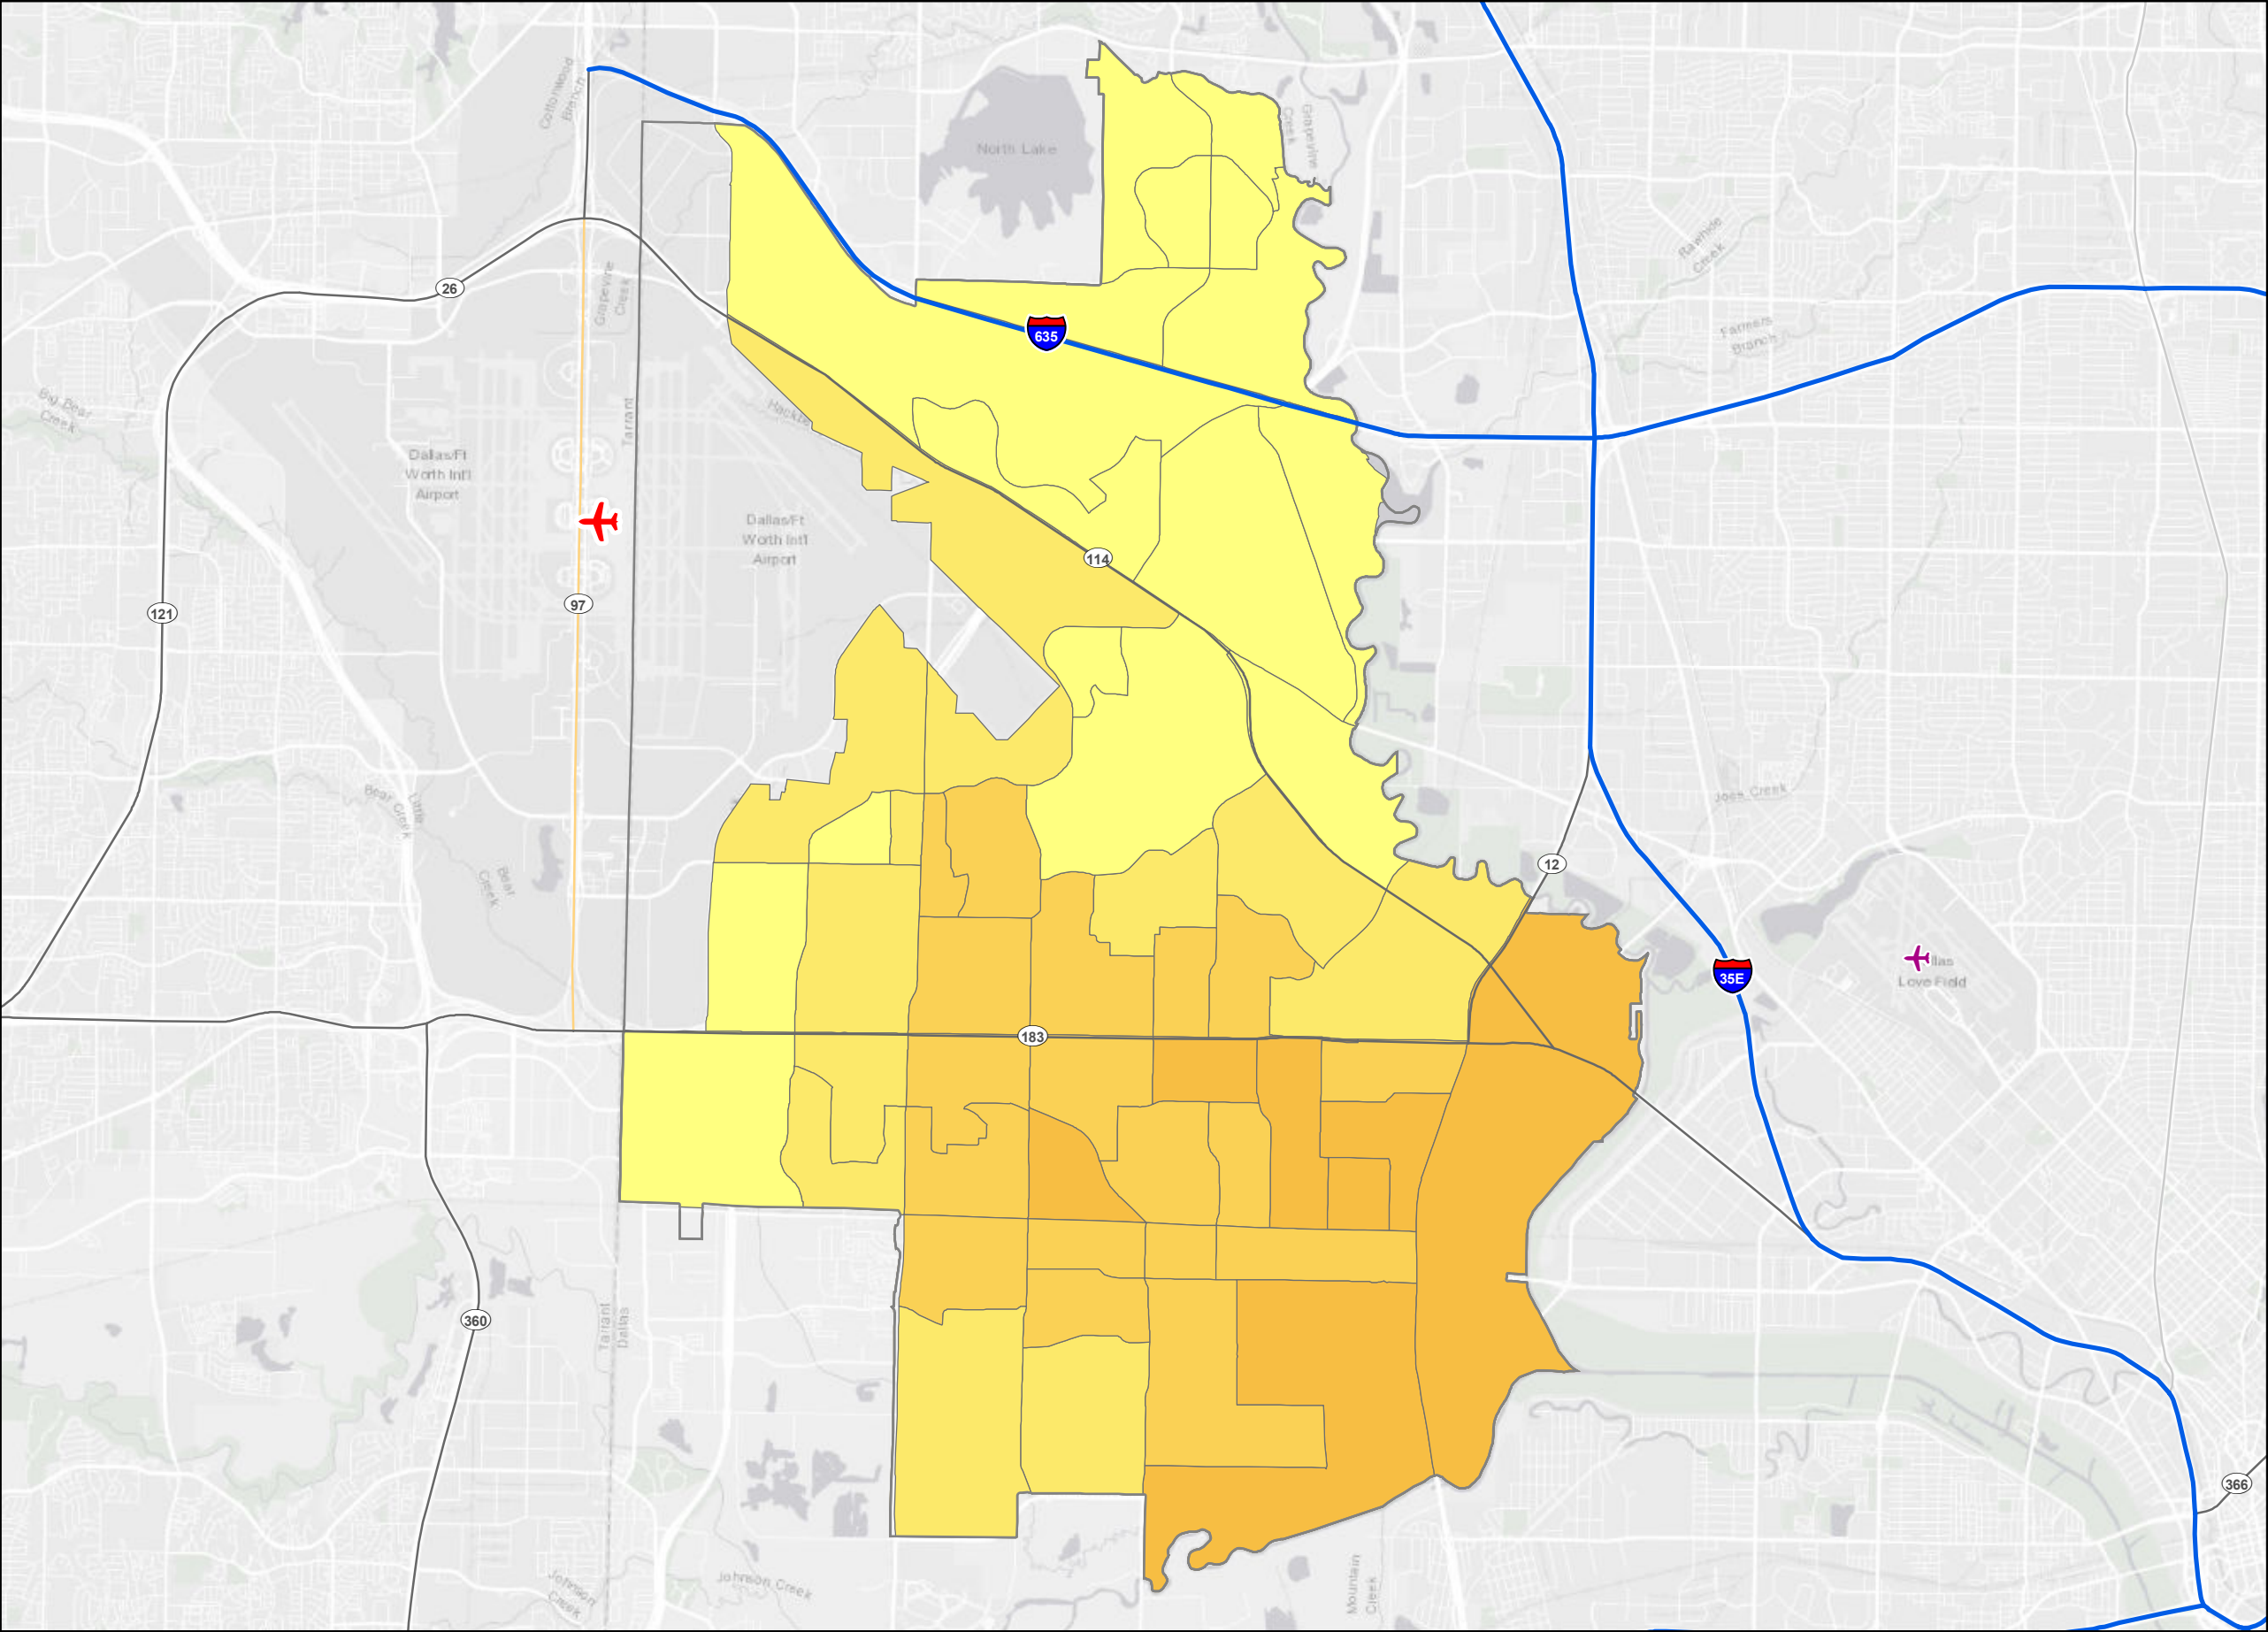 Cottonwood
Branch
Grapevine
Creek
North Lake
Rawhide
Creek
26
Grapevine
Creek
635
Farmers
Branch
Big Bear
Creek
Tarrant
Dallas/Ft
Worth Int'l
Airport
Dallas/Ft
Worth Int'l
Airport
114
97
121
Joes Creek
Little
Bear Creek
12
Bear
Creek
35E
Love Field
183
360
Tarrant
Dallas
366
Johnson
Creek
Johnson Creek
Mountain
Creek